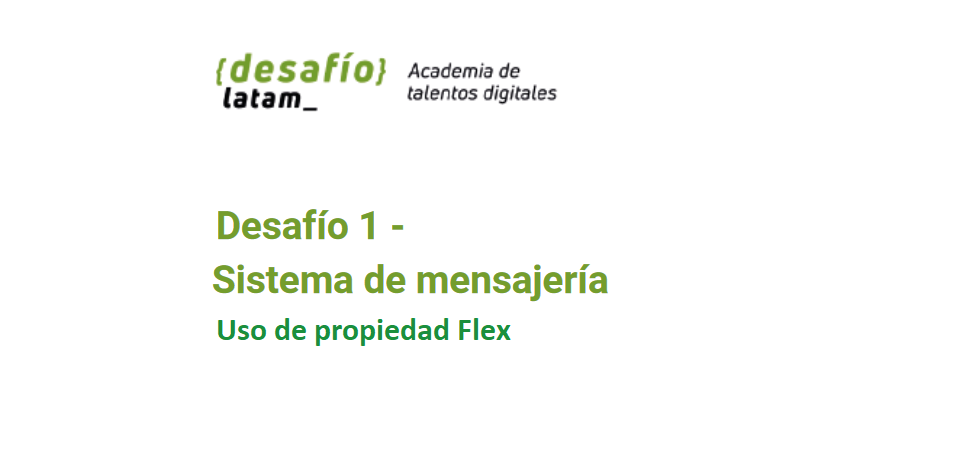 {desafío}
latam_
Academia de
talentos digitales
Desafío 1 -
Sistema de mensajería
Uso de propiedad Flex